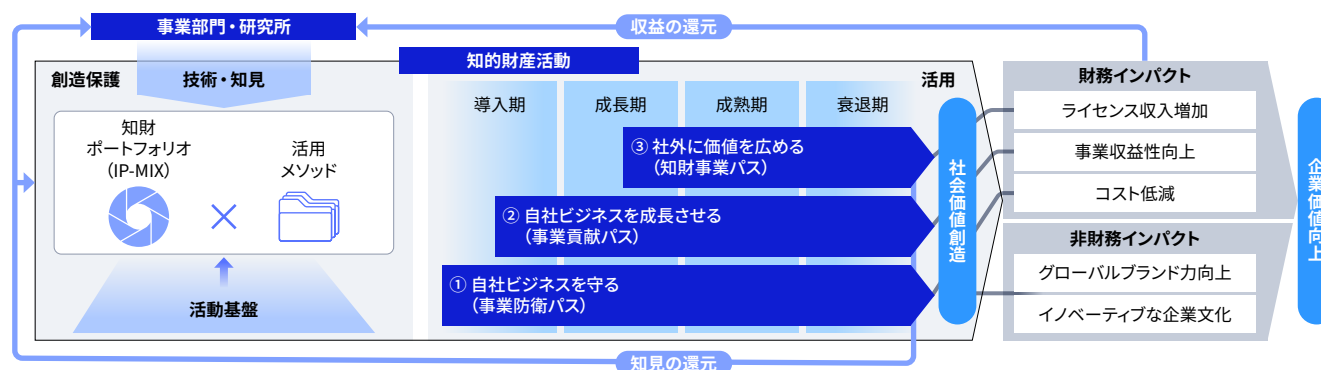 事業部門・研究所
収益の還元
知的財産活動
創造保護
技術・知見
知財
ポートフォリオ
(IP-MIX)
活用
メソッド
活動基盤
活用
導入期
成長期
成熟期
衰退期
③ 社外に価値を広める
(知財事業パス)
② 自社ビジネスを成長させる
(事業貢献パス)
① 自社ビジネスを守る
(事業防衛パス)
社会価値創造
財務インパクト
ライセンス収入増加
事業収益性向上
コスト低減
非財務インパクト
グローバルブランド力向上
イノベーティブな企業文化
企業価値向上
知見の還元